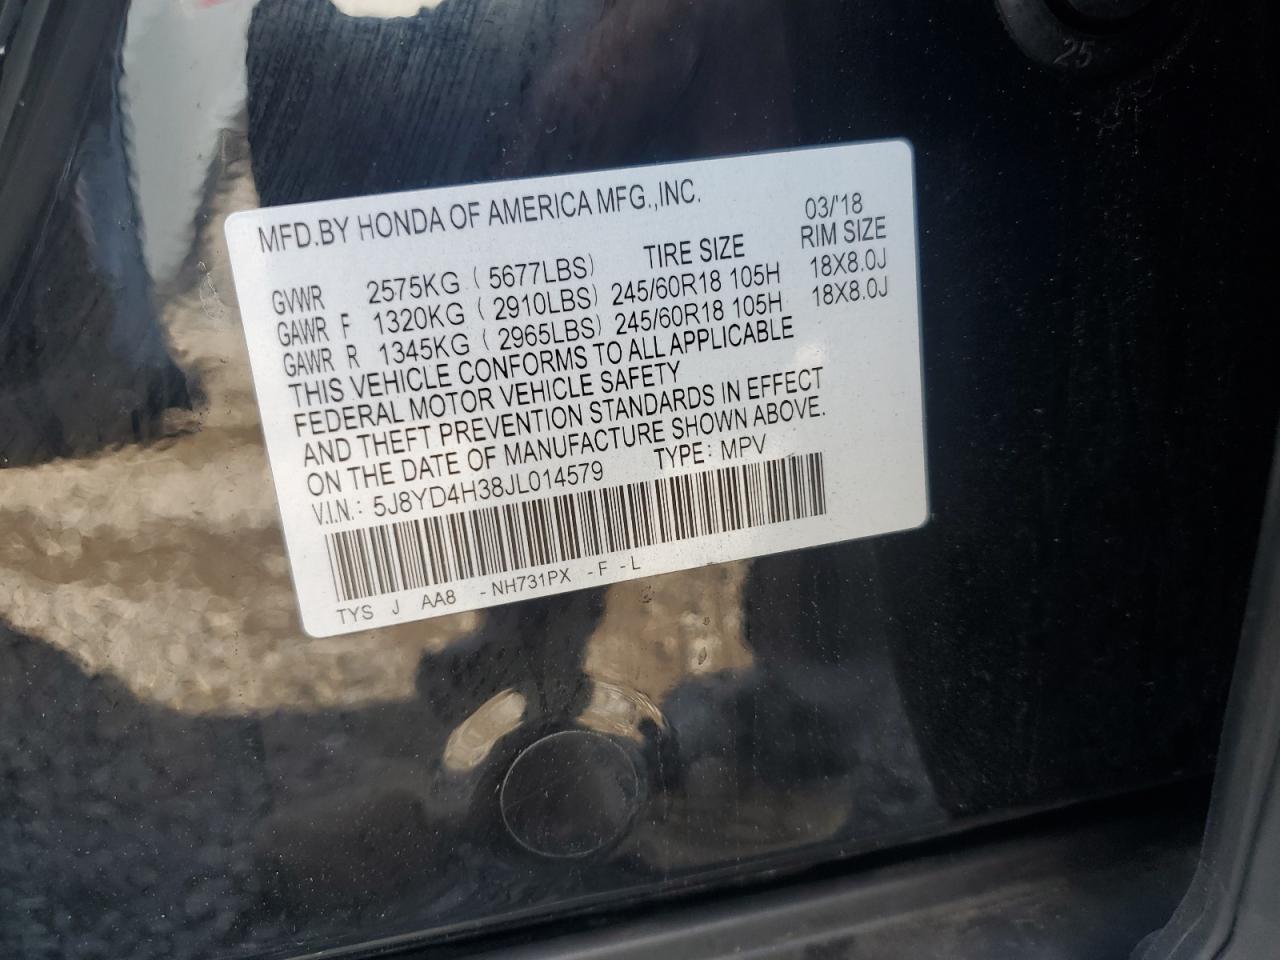 25
MFD.BY HONDA OF AMERICA MFG.,INC.
03/'18
TIRE SIZE RIM SIZE
GVWR 2575KG ( 5677LBS)
GAWR F 1320KG ( 2910LBS) 245/60R18 105H 18X8.0J
GAWR R 1345KG ( 2965LBS) 245/60R18 105H 18X8.0J
THIS VEHICLE CONFORMS TO ALL APPLICABLE
FEDERAL MOTOR VEHICLE SAFETY
AND THEFT PREVENTION STANDARDS IN EFFECT
ON THE DATE OF MANUFACTURE SHOWN ABOVE.
V.I.N.: 5J8YD4H38JL014579 TYPE: MPV
TYS J AA8 -NH731PX -F -L